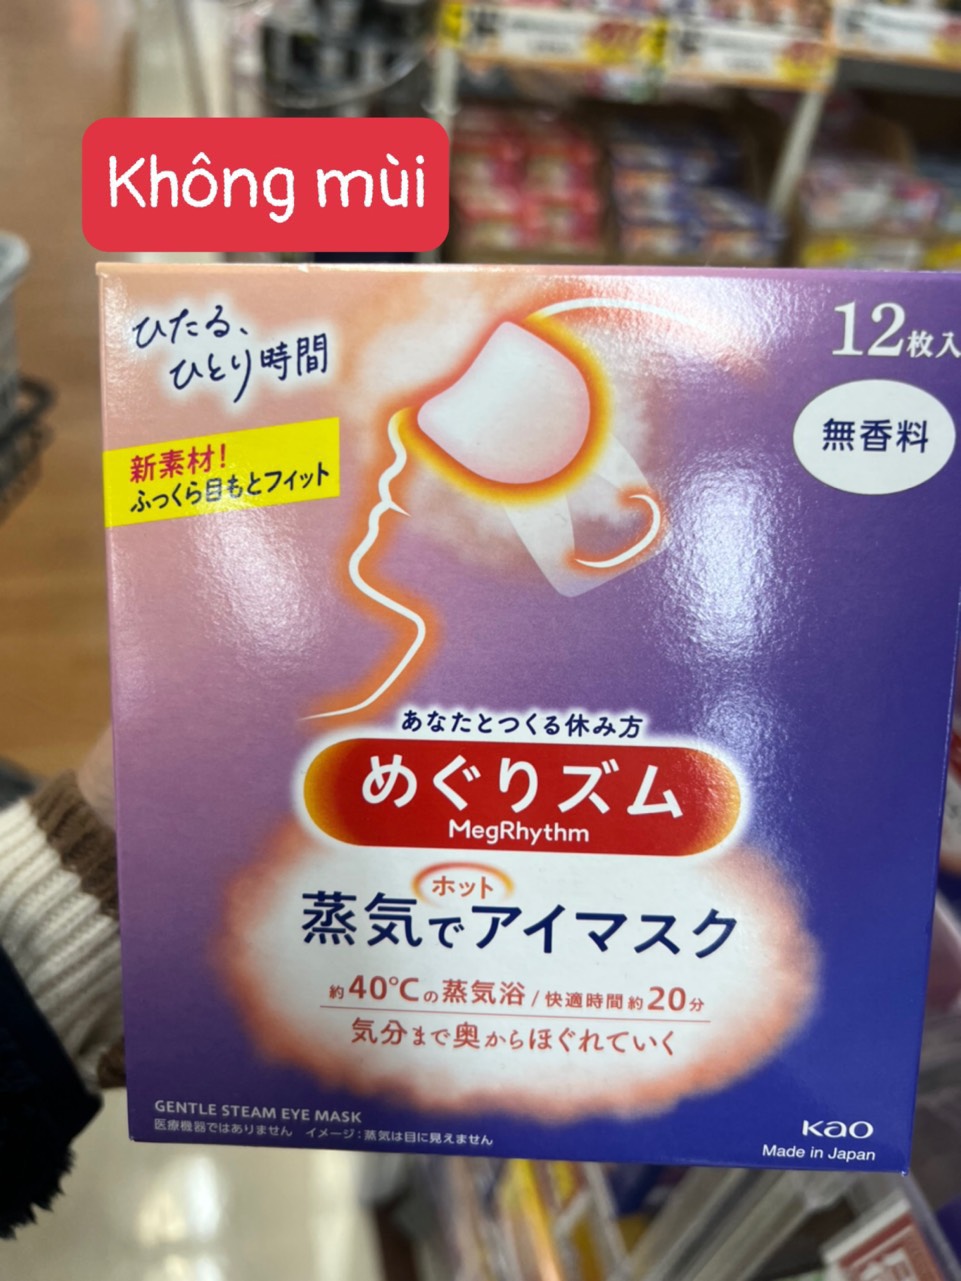 Không mùi
ひたる、
ひとり時間
12枚入
無香料
新素材!
ふっくら目もとフィット
あなたとつくる休み方
めぐりズム
MegRhythm
ホット
蒸気でアイマスク
約40℃の蒸気浴/快適時間約20分
気分まで奥からほぐれていく
GENTLE STEAM EYE MASK
医療機器ではありません イメージ:蒸気は目に見えません
Kao
Made in Japan